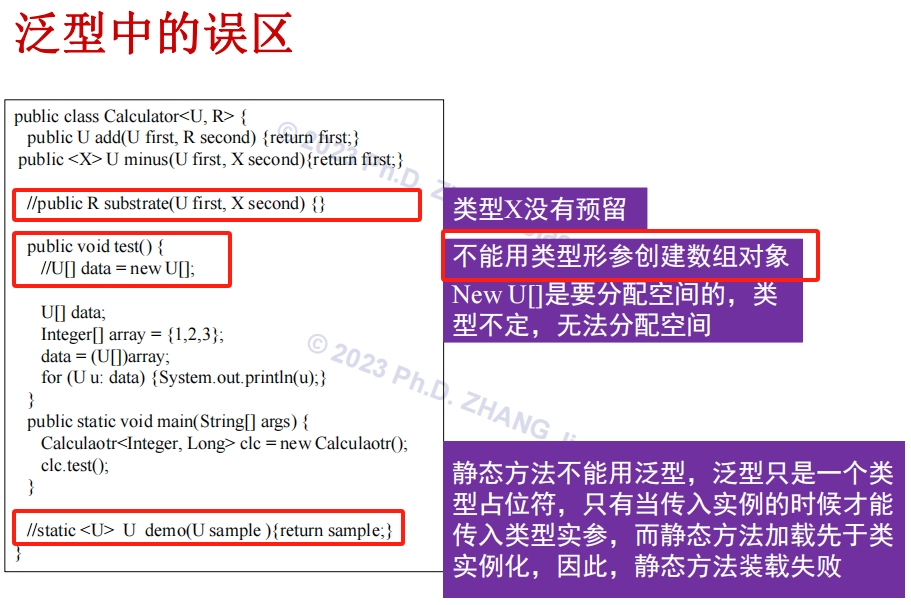 泛型中的误区
public class Calculator<U, R> {
public U add(U first, R second) {return first;}
public <X> U minus(U first, X second){return first;}
//public R substrate(U first, X second) {}
类型X没有预留
public void test() {
//U[] data = new U[];
不能用类型形参创建数组对象
New U[]是要分配空间的，类
型不定，无法分配空间
U[] data;
Integer[] array = {1,2,3};
data = (U[])array;
for (U u: data) {System.out.println(u);}
}
public static void main(String[] args) {
Calculaotr<Integer, Long> clc = new Calculaotr();
clc.test();
}
//static <U> U demo(U sample ){return sample;}
}
静态方法不能用泛型，泛型只是一个类
型占位符，只有当传入实例的时候才能
传入类型实参，而静态方法加载先于类
实例化，因此，静态方法装载失败
© 2023 Ph.D. ZHANG
© 2023 Ph.D.